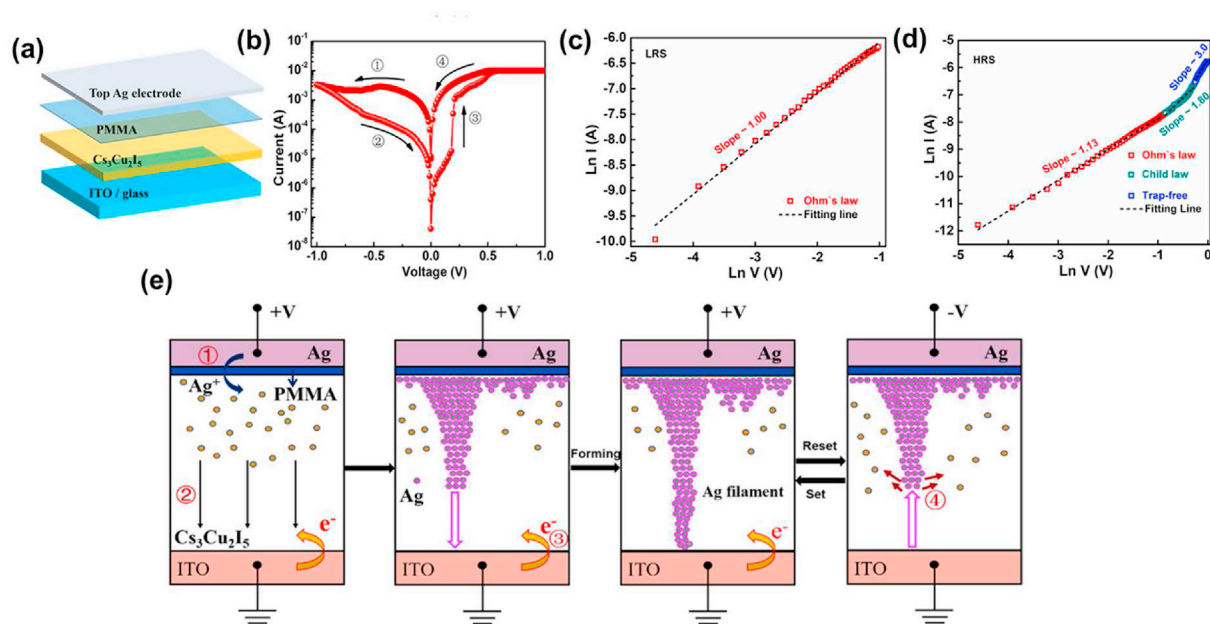 (a)
Top Ag electrode
PMMA
Cs₃Cu₂I₅
ITO / glass
(b)
Current (A)
10⁻¹
10⁻²
10⁻³
10⁻⁴
10⁻⁵
10⁻⁶
10⁻⁷
10⁻⁸
①
②
③
④
-1.0 -0.5 0.0 0.5 1.0
Voltage (V)
(c)
LRS
Ln I (A)
-6.0
-6.5
-7.0
-7.5
-8.0
-8.5
-9.0
-9.5
-10.0
Slope ~ 1.00
Ohm`s law
Fitting line
-5 -4 -3 -2 -1
Ln V (V)
(d)
HRS
Ln I (A)
-5
-6
-7
-8
-9
-10
-11
-12
Slope ~ 1.13
Slope ~ 1.80
Slope ~ 3.0
Ohm`s law
Child law
Trap-free
Fitting Line
-5 -4 -3 -2 -1 0
Ln V (V)
(e)
+V
①
Ag
Ag⁺
PMMA
②
Cs₃Cu₂I₅
e⁻
ITO
+V
Ag
Ag
e⁻
③
ITO
Forming
+V
Ag
Ag filament
e⁻
ITO
Reset
Set
-V
Ag
④
ITO